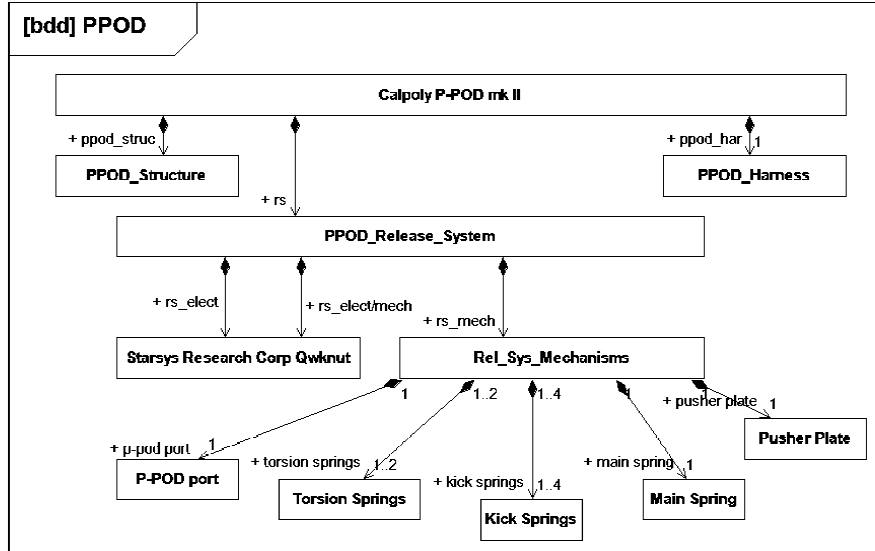 [bdd] PPOD
Calpoly P-POD mk II
+ ppod_struc
+ ppod_har 1
PPOD_Structure
PPOD_Harness
+ rs
PPOD_Release_System
+ rs_elect
+ rs_elect/mech
+ rs_mech
Starsys Research Corp Qwknut
Rel_Sys_Mechanisms
1
1..2
1..4
1
1
+ pusher plate
1
Pusher Plate
+ p-pod port
1
+ torsion springs
1..2
+ kick springs
1..4
+ main spring
1
P-POD port
Torsion Springs
Kick Springs
Main Spring